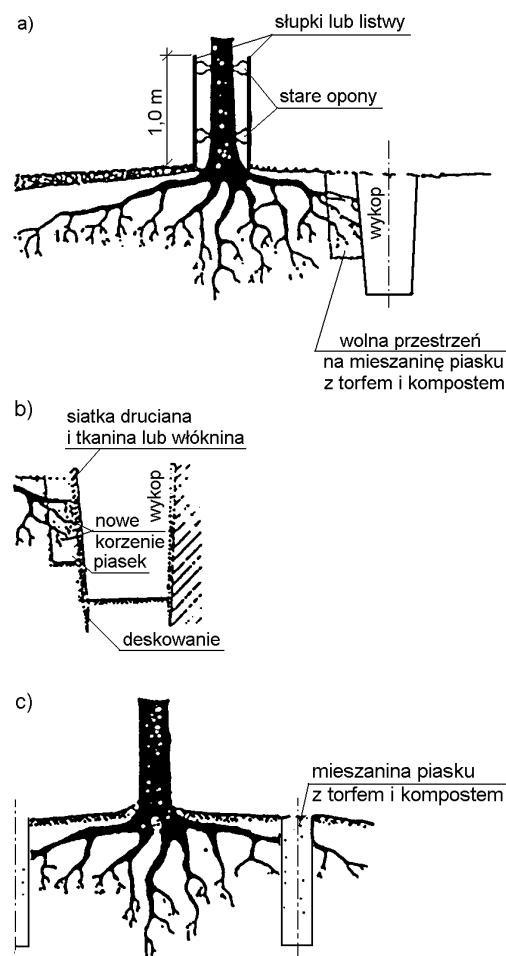 a)
słupki lub listwy
stare opony
1,0 m
wykop
wolna przestrzeń
na mieszaninę piasku
z torfem i kompostem
b)
siatka druciana
i tkanina lub włóknina
wykop
nowe
korzenie
piasek
deskowanie
c)
mieszanina piasku
z torfem i kompostem